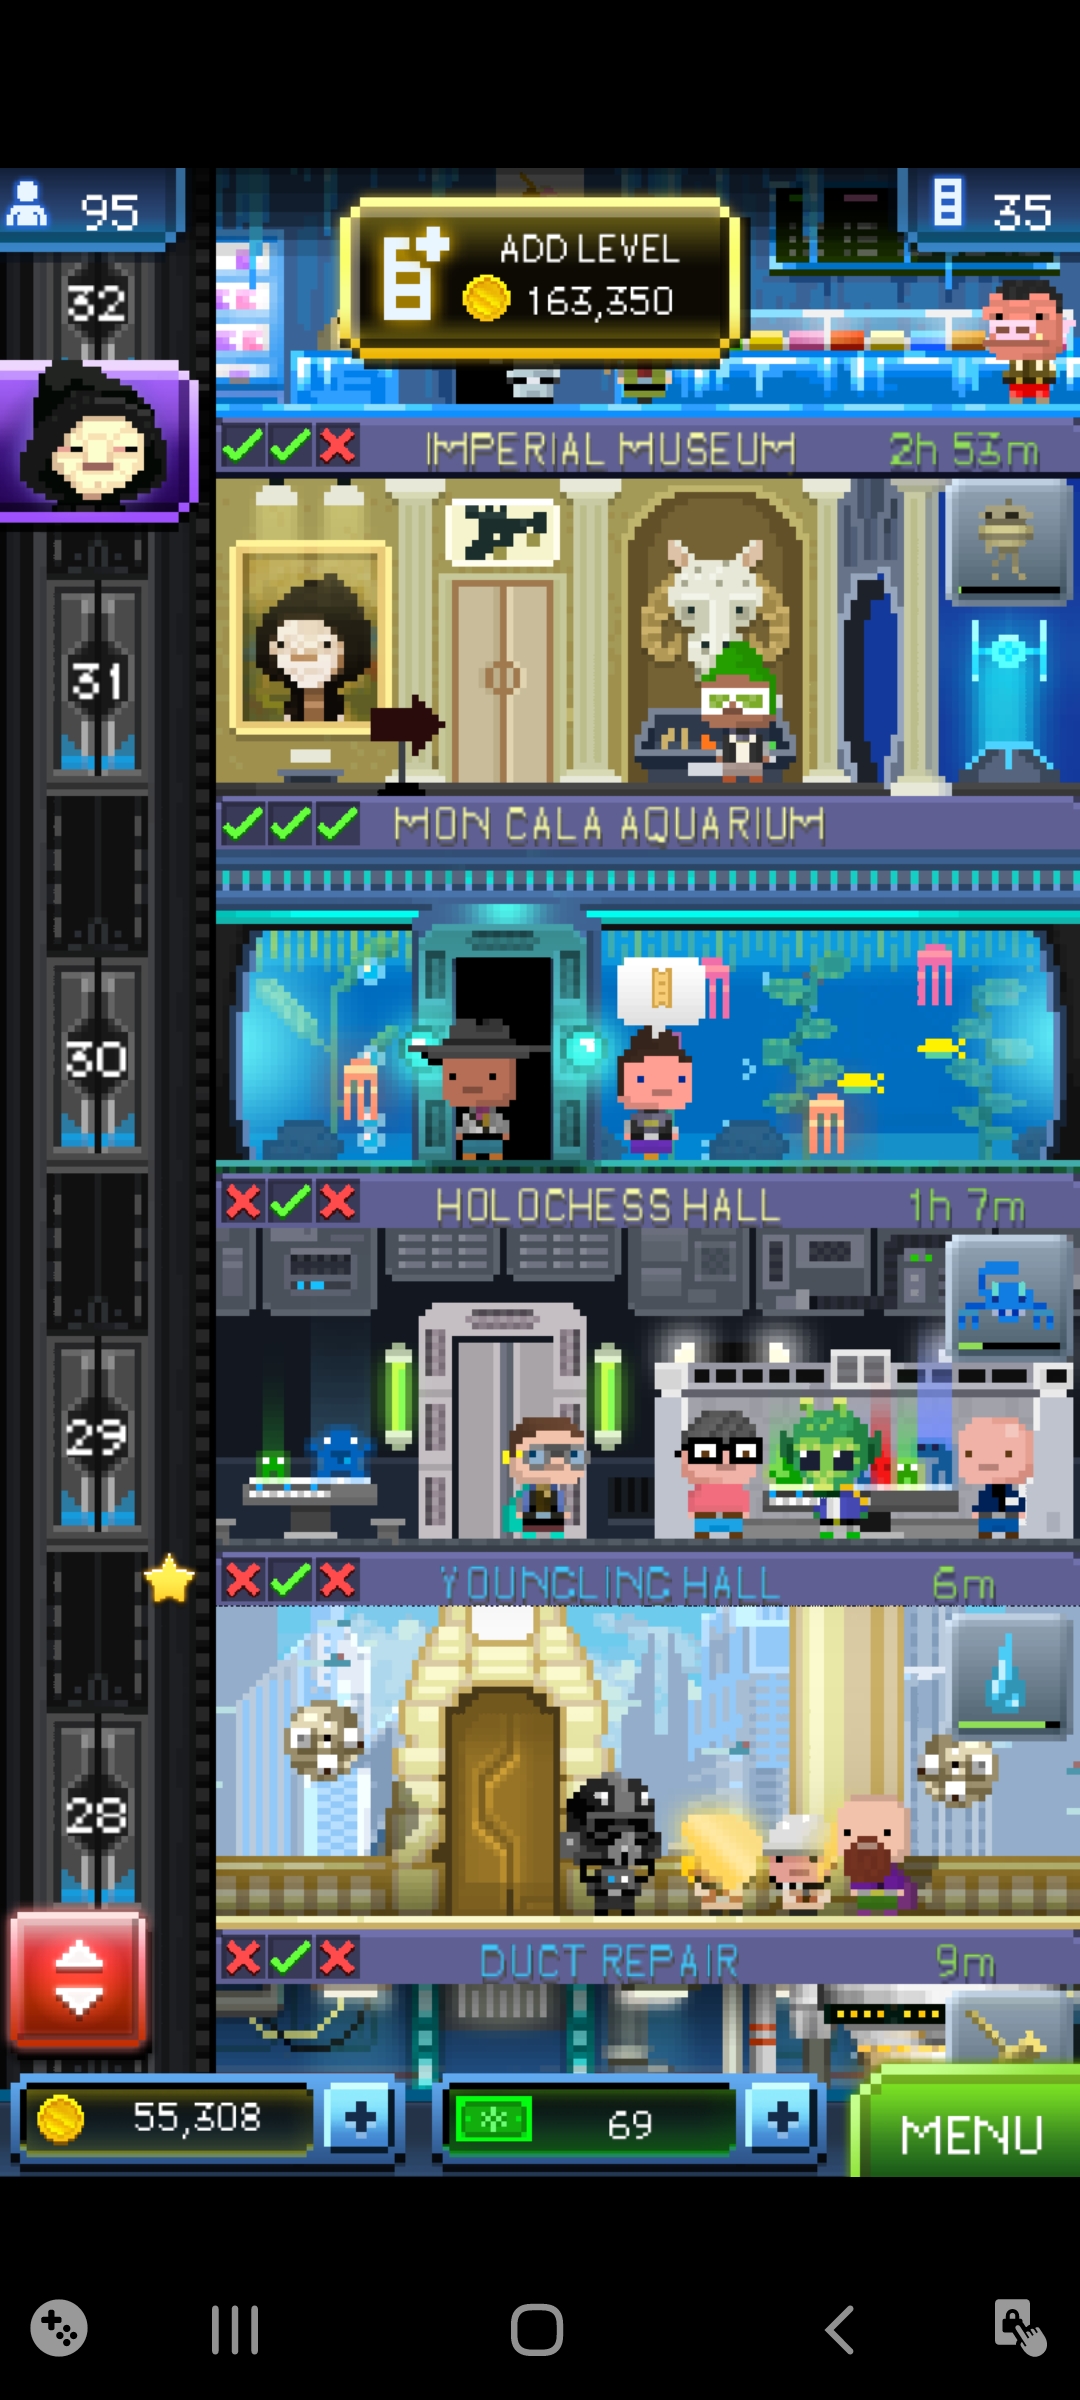 95
35
ADD LEVEL
163,350
32
IMPERIAL MUSEUM 2h 53m
31
MON CALA AQUARIUM
30
HOLOCHESS HALL 1h 7m
29
YOUNGLING HALL 6m
28
DUCT REPAIR 9m
55,308
69
MENU